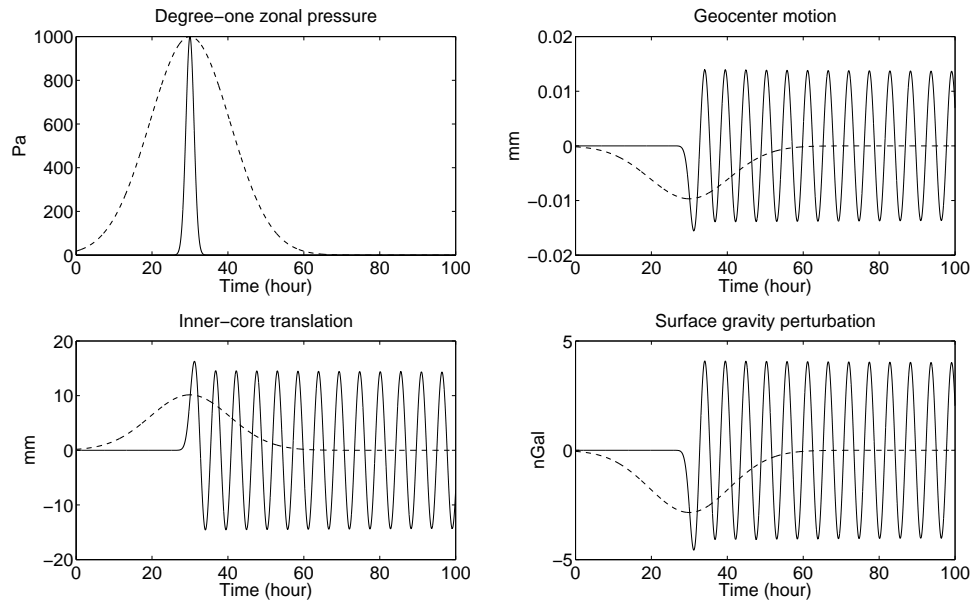 Degree−one zonal pressure
1000
800
600
400
200
0
Pa
0 20 40 60 80 100
Time (hour)
Geocenter motion
0.02
0.01
0
−0.01
−0.02
mm
0 20 40 60 80 100
Time (hour)
Inner−core translation
20
10
0
−10
−20
mm
0 20 40 60 80 100
Time (hour)
Surface gravity perturbation
5
0
−5
nGal
0 20 40 60 80 100
Time (hour)